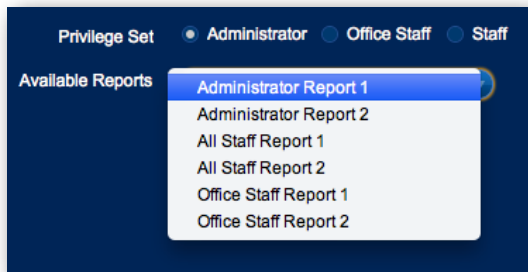 Privilege Set Administrator Office Staff Staff
Available Reports
Administrator Report 1
Administrator Report 2
All Staff Report 1
All Staff Report 2
Office Staff Report 1
Office Staff Report 2